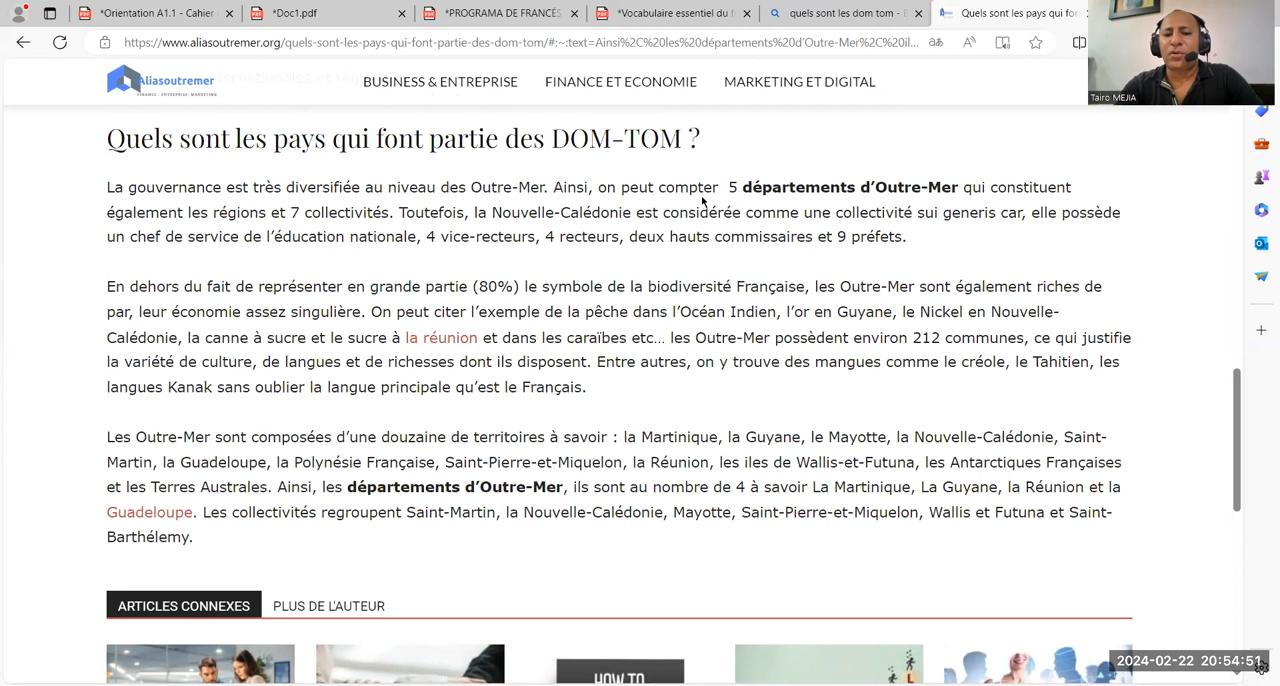 *Orientation A1.1 - Cahier
*Doc1.pdf
*PROGRAMA DE FRANCÉS
*Vocabulaire essentiel du f
quels sont les dom tom -
Quels sont les pays qui for
https://www.aliasoutremer.org/quels-sont-les-pays-qui-font-partie-des-dom-tom/#:~:text=Ainsi%2C%20les%20départements%20d'Outre-Mer%2C%20il...
Tairo MEJIA
Aliasoutremer
FINANCE - ENTREPRISE - MARKETING
BUSINESS & ENTREPRISE
FINANCE ET ECONOMIE
MARKETING ET DIGITAL
Quels sont les pays qui font partie des DOM-TOM ?
La gouvernance est très diversifiée au niveau des Outre-Mer. Ainsi, on peut compter 5 départements d'Outre-Mer qui constituent
également les régions et 7 collectivités. Toutefois, la Nouvelle-Calédonie est considérée comme une collectivité sui generis car, elle possède
un chef de service de l'éducation nationale, 4 vice-recteurs, 4 recteurs, deux hauts commissaires et 9 préfets.
En dehors du fait de représenter en grande partie (80%) le symbole de la biodiversité Française, les Outre-Mer sont également riches de
par, leur économie assez singulière. On peut citer l'exemple de la pêche dans l'Océan Indien, l'or en Guyane, le Nickel en Nouvelle-
Calédonie, la canne à sucre et le sucre à la réunion et dans les caraïbes etc… les Outre-Mer possèdent environ 212 communes, ce qui justifie
la variété de culture, de langues et de richesses dont ils disposent. Entre autres, on y trouve des mangues comme le créole, le Tahitien, les
langues Kanak sans oublier la langue principale qu'est le Français.
Les Outre-Mer sont composées d'une douzaine de territoires à savoir : la Martinique, la Guyane, le Mayotte, la Nouvelle-Calédonie, Saint-
Martin, la Guadeloupe, la Polynésie Française, Saint-Pierre-et-Miquelon, la Réunion, les iles de Wallis-et-Futuna, les Antarctiques Françaises
et les Terres Australes. Ainsi, les départements d'Outre-Mer, ils sont au nombre de 4 à savoir La Martinique, La Guyane, la Réunion et la
Guadeloupe. Les collectivités regroupent Saint-Martin, la Nouvelle-Calédonie, Mayotte, Saint-Pierre-et-Miquelon, Wallis et Futuna et Saint-
Barthélemy.
ARTICLES CONNEXES
PLUS DE L'AUTEUR
HOW TO
2024-02-22 20:54:51